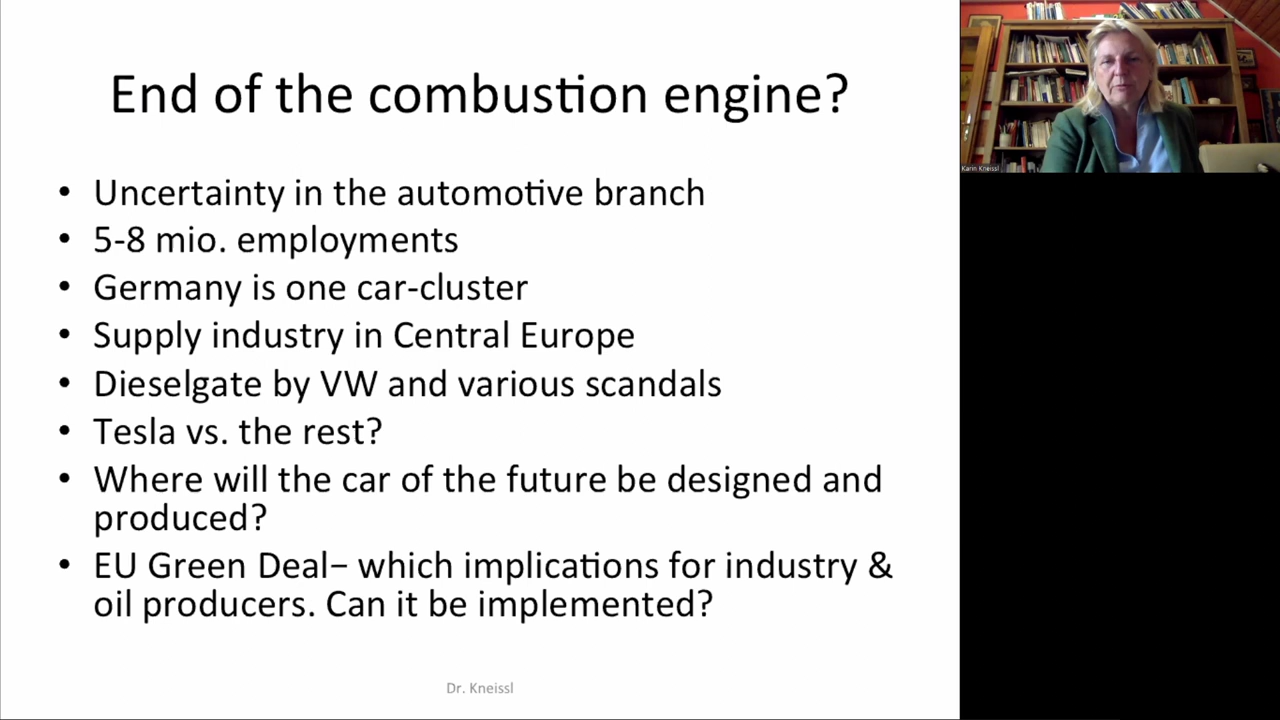 End of the combustion engine?
• Uncertainty in the automotive branch
• 5-8 mio. employments
• Germany is one car-cluster
• Supply industry in Central Europe
• Dieselgate by VW and various scandals
• Tesla vs. the rest?
• Where will the car of the future be designed and
produced?
• EU Green Deal– which implications for industry &
oil producers. Can it be implemented?
Dr. Kneissl
Karin Kneissl